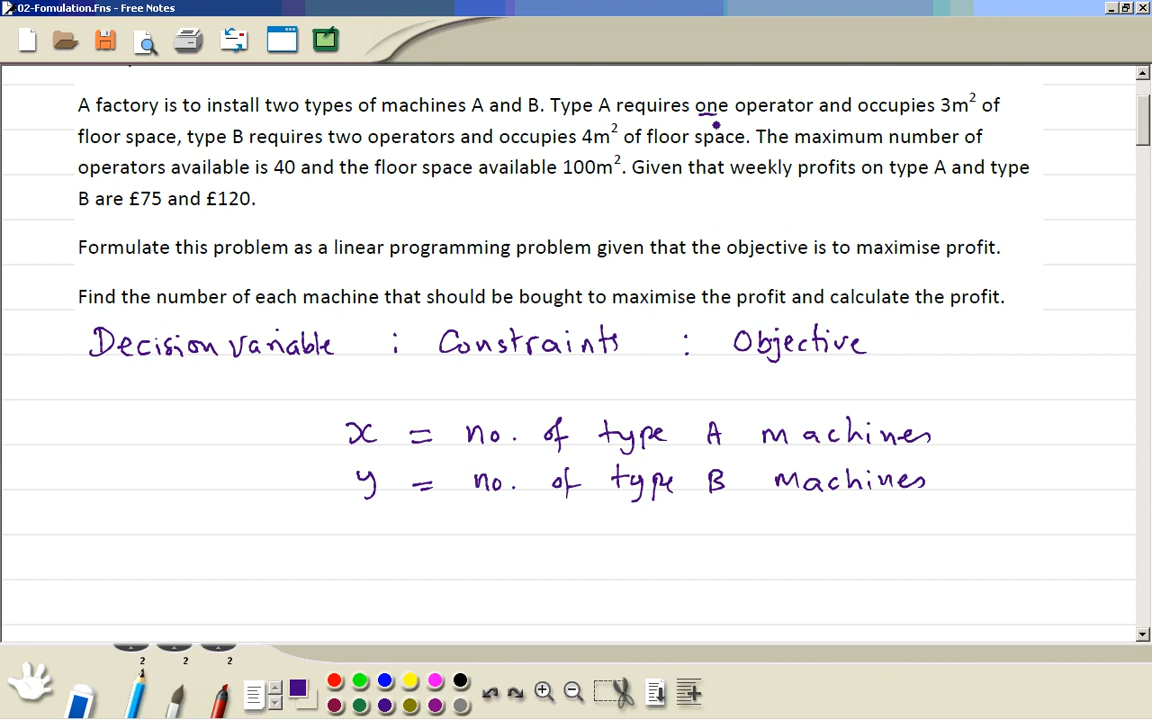 02-Fomulation.Fns - Free Notes
A factory is to install two types of machines A and B. Type A requires one operator and occupies 3m² of
floor space, type B requires two operators and occupies 4m² of floor space. The maximum number of
operators available is 40 and the floor space available 100m². Given that weekly profits on type A and type
B are £75 and £120.
Formulate this problem as a linear programming problem given that the objective is to maximise profit.
Find the number of each machine that should be bought to maximise the profit and calculate the profit.
Decision variable : Constraints : Objective
x = no. of type A machines
y = no. of type B machines
2 2 2